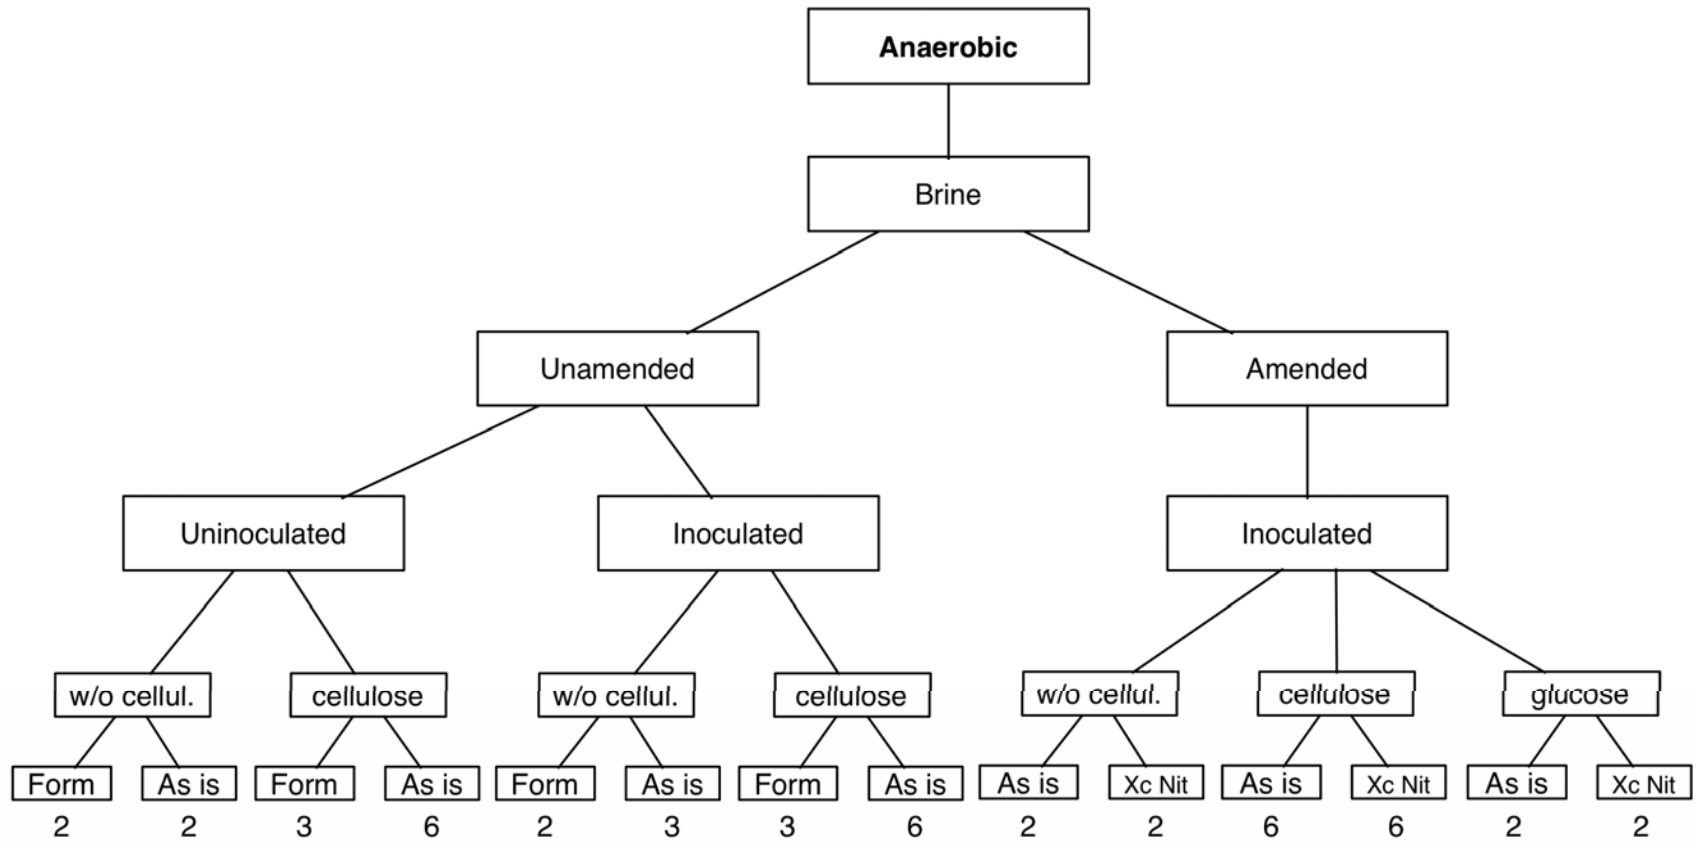 Anaerobic
Brine
Unamended Amended
Uninoculated Inoculated Inoculated
w/o cellul. cellulose w/o cellul. cellulose w/o cellul. cellulose glucose
Form As is Form As is Form As is Form As is As is Xc Nit As is Xc Nit As is Xc Nit
2 2 3 6 2 3 3 6 2 2 6 6 2 2